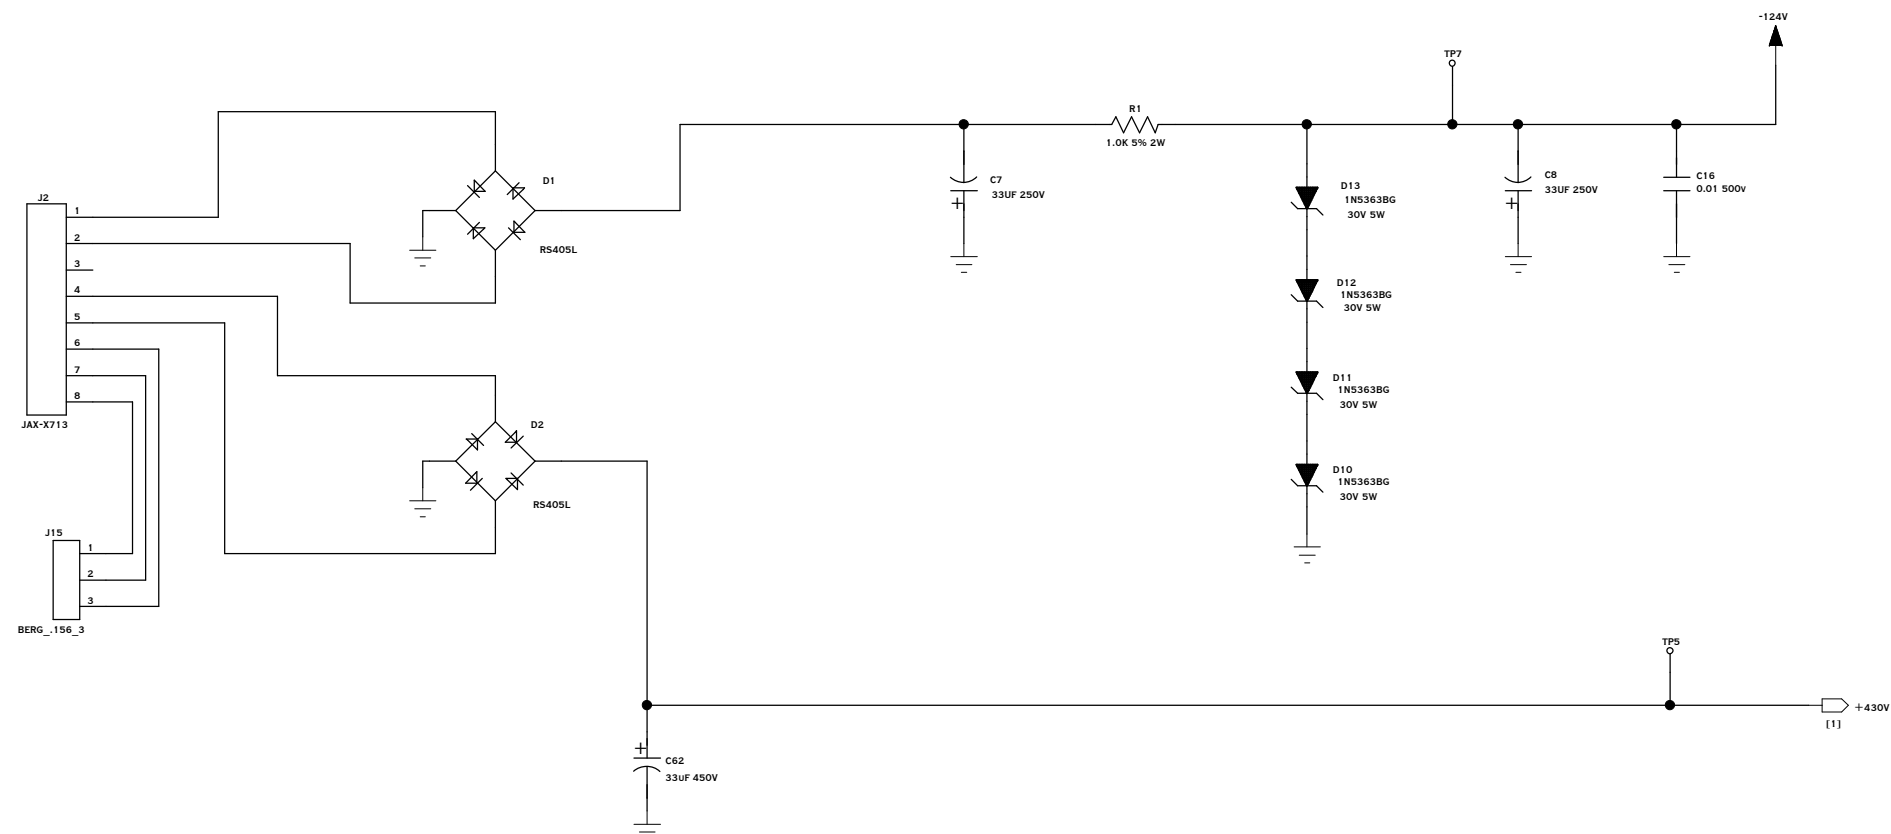 -124V
TP7
R1
1.0K 5% 2W
J2
1
2
3
4
5
6
7
8
JAX-X713
D1
RS405L
C7
33UF 250V
+
D13
1N5363BG
30V 5W
D12
1N5363BG
30V 5W
D11
1N5363BG
30V 5W
D10
1N5363BG
30V 5W
C8
33UF 250V
+
C16
0.01 500v
D2
RS405L
J15
1
2
3
BERG_.156_3
TP5
+430V
[1]
+
C62
33uF 450V